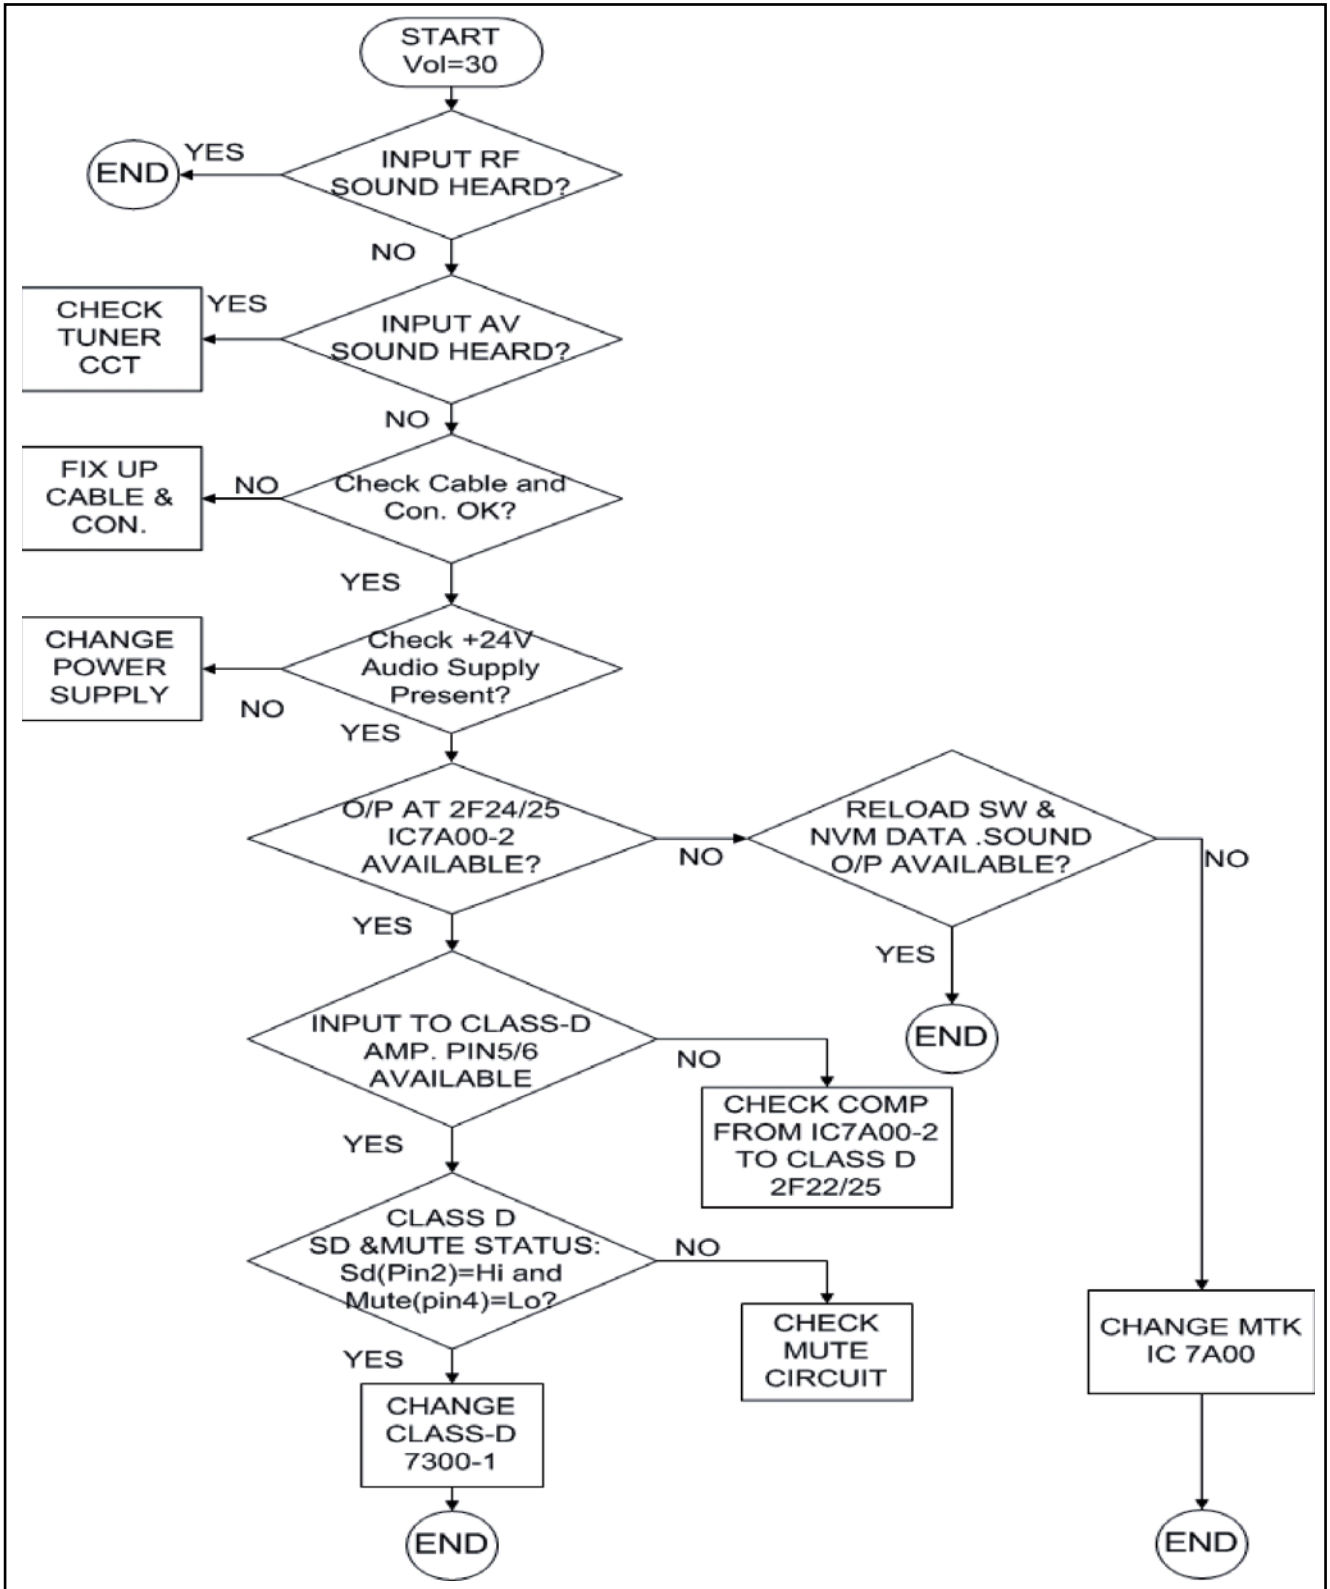 START
Vol=30
INPUT RF
SOUND HEARD?
YES
END
NO
INPUT AV
SOUND HEARD?
YES
CHECK
TUNER
CCT
NO
Check Cable and
Con. OK?
NO
FIX UP
CABLE &
CON.
YES
Check +24V
Audio Supply
Present?
NO
CHANGE
POWER
SUPPLY
YES
O/P AT 2F24/25
IC7A00-2
AVAILABLE?
NO
RELOAD SW &
NVM DATA .SOUND
O/P AVAILABLE?
NO
YES
END
YES
INPUT TO CLASS-D
AMP. PIN5/6
AVAILABLE
NO
CHECK COMP
FROM IC7A00-2
TO CLASS D
2F22/25
YES
CLASS D
SD &MUTE STATUS:
Sd(Pin2)=Hi and
Mute(pin4)=Lo?
NO
CHECK
MUTE
CIRCUIT
CHANGE MTK
IC 7A00
YES
CHANGE
CLASS-D
7300-1
END
END